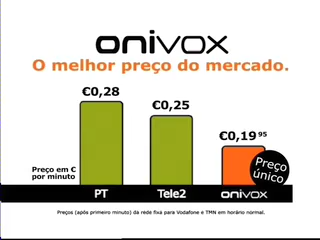 onivox
O melhor preço do mercado.
€0,28
€0,25
€0,19 95
Preço em €
por minuto
Preço
único
PT
Tele2
onivox
Preços (após primeiro minuto) da rede fixa para Vodafone e TMN em horário normal.